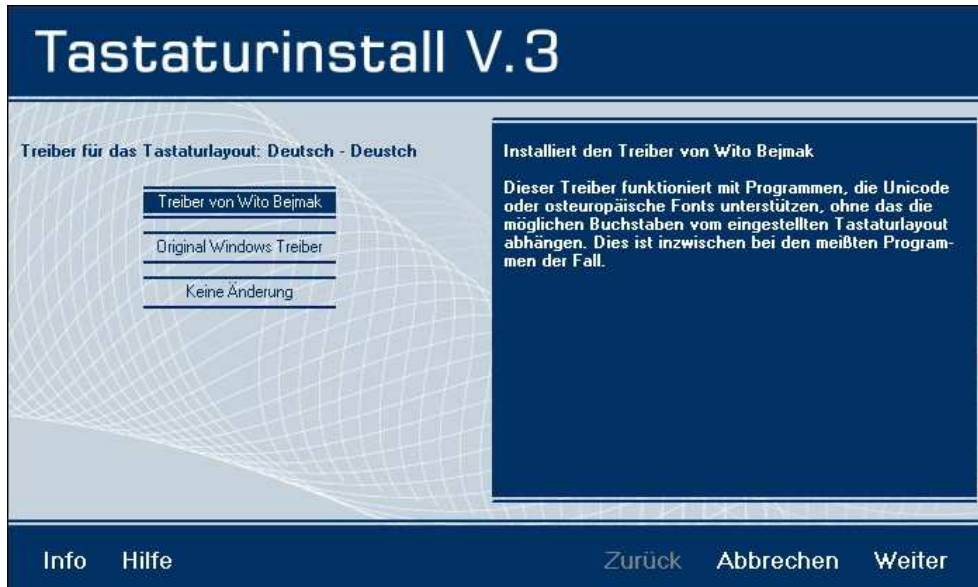 Tastaturinstall V.3
Treiber für das Tastaturlayout: Deutsch - Deustch
Treiber von Wito Bejmak
Original Windows Treiber
Keine Änderung
Installiert den Treiber von Wito Bejmak
Dieser Treiber funktioniert mit Programmen, die Unicode
oder osteuropäische Fonts unterstützen, ohne das die
möglichen Buchstaben vom eingestellten Tastaturlayout
abhängen. Dies ist inzwischen bei den meißten Program-
men der Fall.
Info Hilfe Zurück Abbrechen Weiter